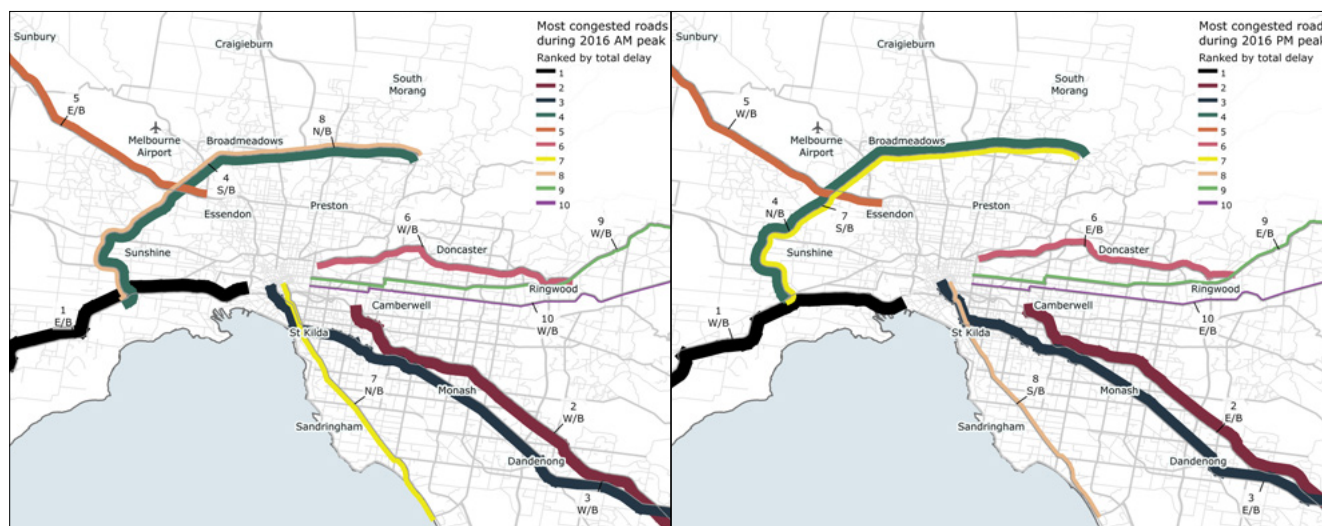 Most congested roads
during 2016 AM peak
Ranked by total delay
1
2
3
4
5
6
7
8
9
10
Sunbury
Craigieburn
South
Morang
5
E/B
Melbourne
Airport
Broadmeadows
8
N/B
4
S/B
Essendon
Preston
6
W/B
Doncaster
9
W/B
Sunshine
Ringwood
10
W/B
Camberwell
1
E/B
St Kilda
7
N/B
Monash
Sandringham
2
W/B
Dandenong
3
W/B
Most congested roads
during 2016 PM peak
Ranked by total delay
1
2
3
4
5
6
7
8
9
10
Sunbury
Craigieburn
South
Morang
5
W/B
Melbourne
Airport
Broadmeadows
4
N/B
7
S/B
Essendon
Preston
6
E/B
Doncaster
9
E/B
Sunshine
Ringwood
10
E/B
Camberwell
1
W/B
St Kilda
8
S/B
Monash
Sandringham
2
E/B
Dandenong
3
E/B